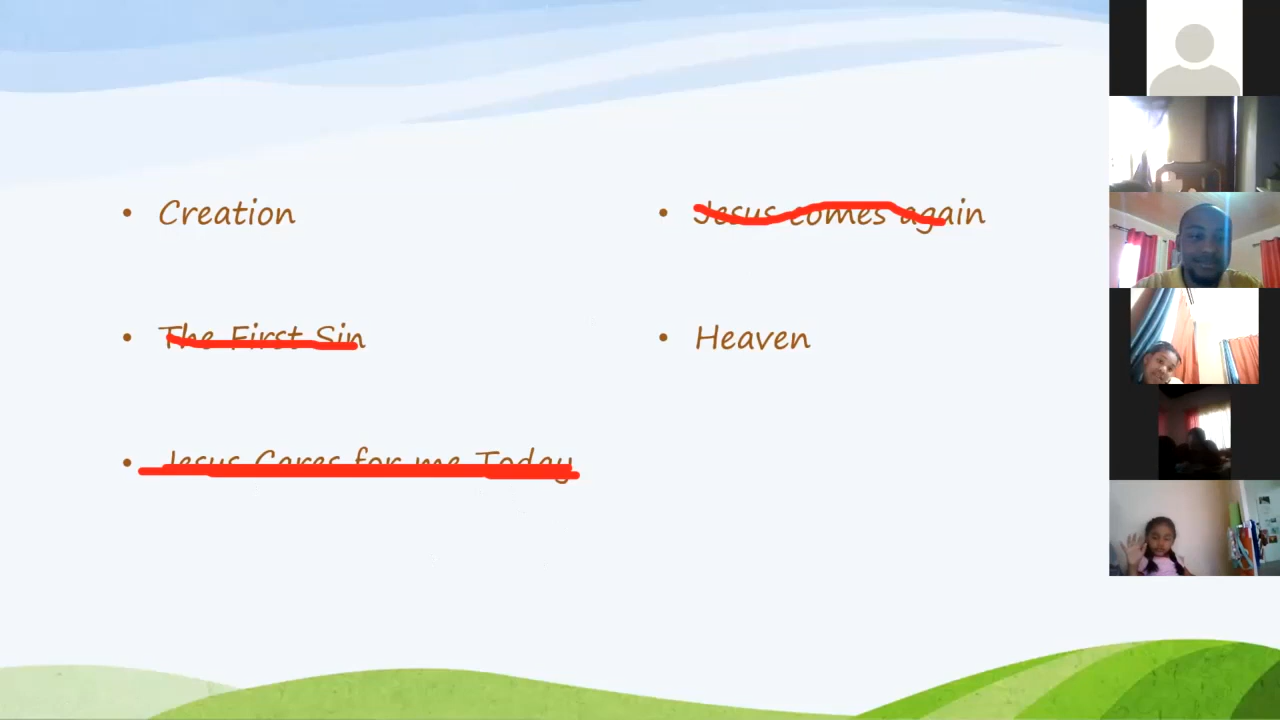 Creation
The First Sin
Jesus Cares for me Today
Jesus comes again
Heaven